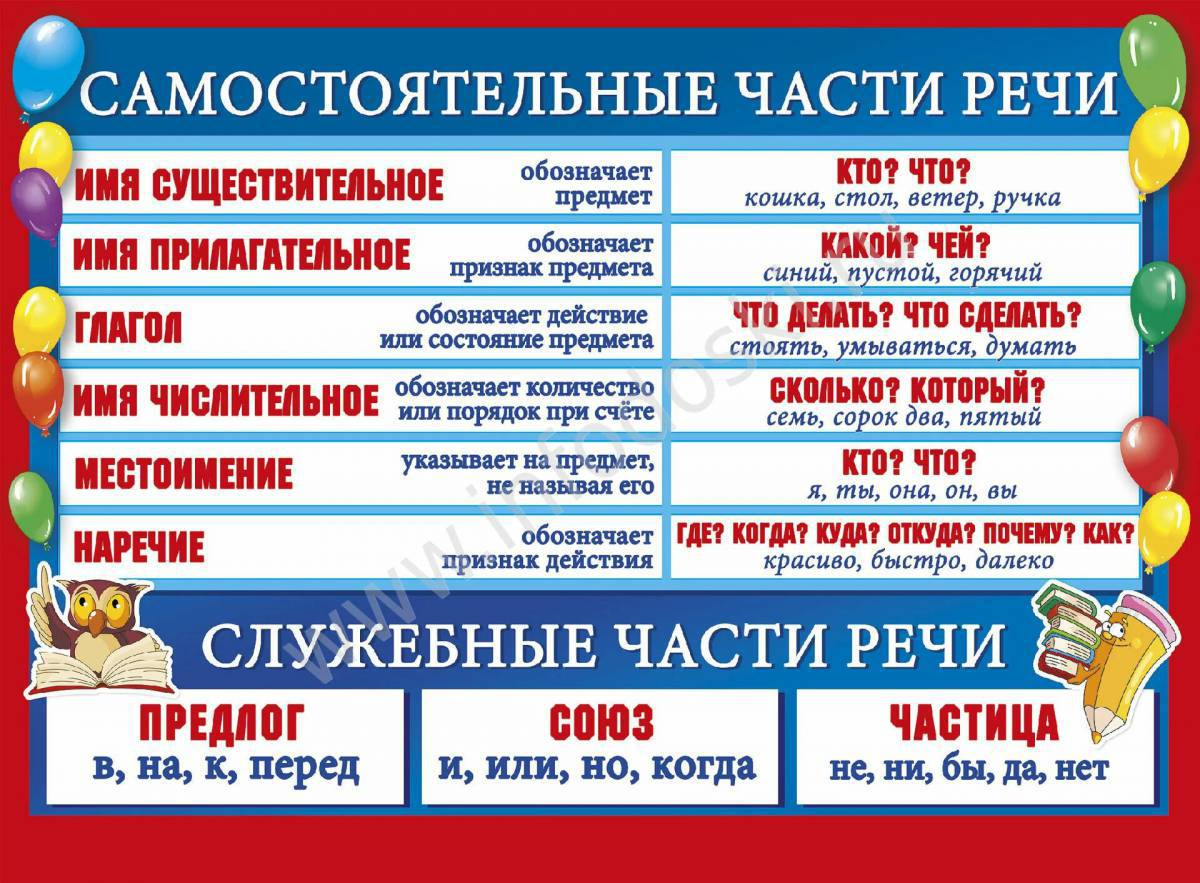 САМОСТОЯТЕЛЬНЫЕ ЧАСТИ РЕЧИ
ИМЯ СУЩЕСТВИТЕЛЬНОЕ
обозначает
предмет
КТО? ЧТО?
кошка, стол, ветер, ручка
ИМЯ ПРИЛАГАТЕЛЬНОЕ
обозначает
признак предмета
КАКОЙ? ЧЕЙ?
синий, пустой, горячий
ГЛАГОЛ
обозначает действие
или состояние предмета
ЧТО ДЕЛАТЬ? ЧТО СДЕЛАТЬ?
стоять, умываться, думать
ИМЯ ЧИСЛИТЕЛЬНОЕ
обозначает количество
или порядок при счёте
СКОЛЬКО? КОТОРЫЙ?
семь, сорок два, пятый
МЕСТОИМЕНИЕ
указывает на предмет,
не называя его
КТО? ЧТО?
я, ты, она, он, вы
НАРЕЧИЕ
обозначает
признак действия
ГДЕ? КОГДА? КУДА? ОТКУДА? ПОЧЕМУ? КАК?
красиво, быстро, далеко
СЛУЖЕБНЫЕ ЧАСТИ РЕЧИ
ПРЕДЛОГ
в, на, к, перед
СОЮЗ
и, или, но, когда
ЧАСТИЦА
не, ни, бы, да, нет
www.infodoski.ru